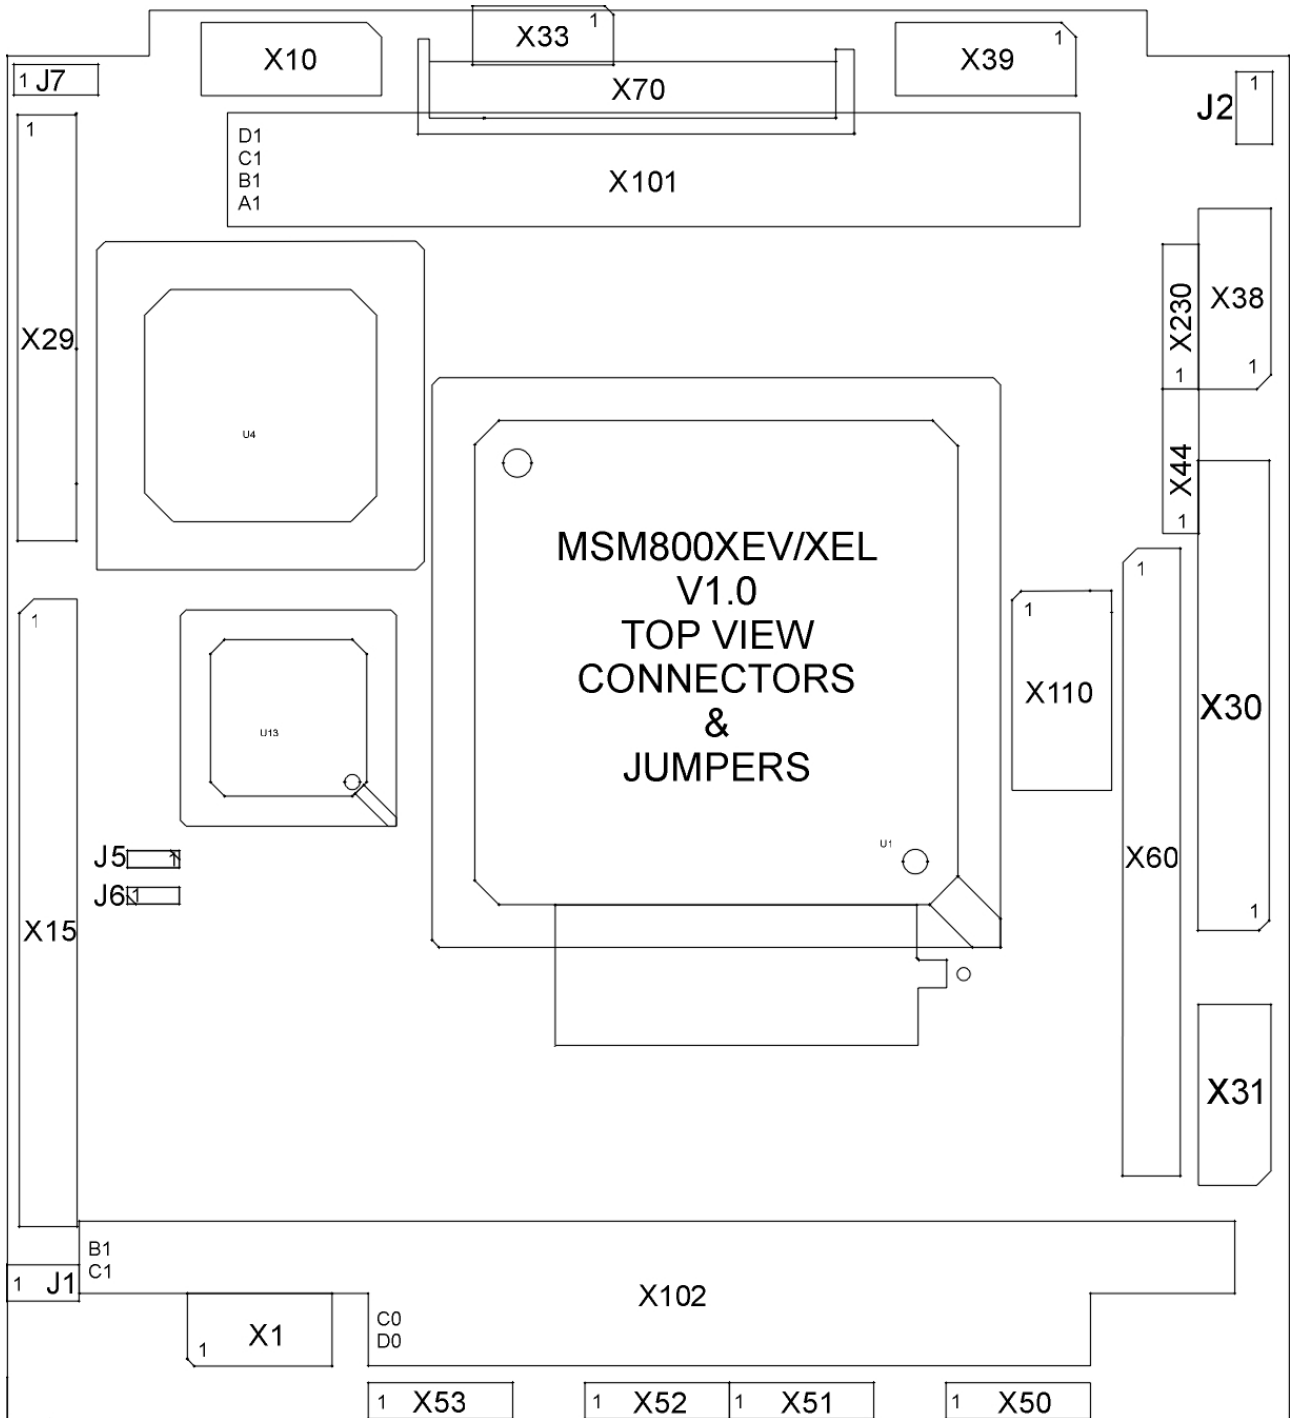 1
X33
X10
1
X39
1 J7
X70
1
J2
1
D1
C1
B1
A1
X101
X29
X230
1
X38
1
U4
X44
1
MSM800XEV/XEL
V1.0
TOP VIEW
CONNECTORS
&
JUMPERS
1
1
1
X110
X30
1
U13
U1
J5 1
J6 1
X60
X15
X31
B1
C1
1 J1
X102
C0
D0
1 X1
1 X53
1 X52
1 X51
1 X50